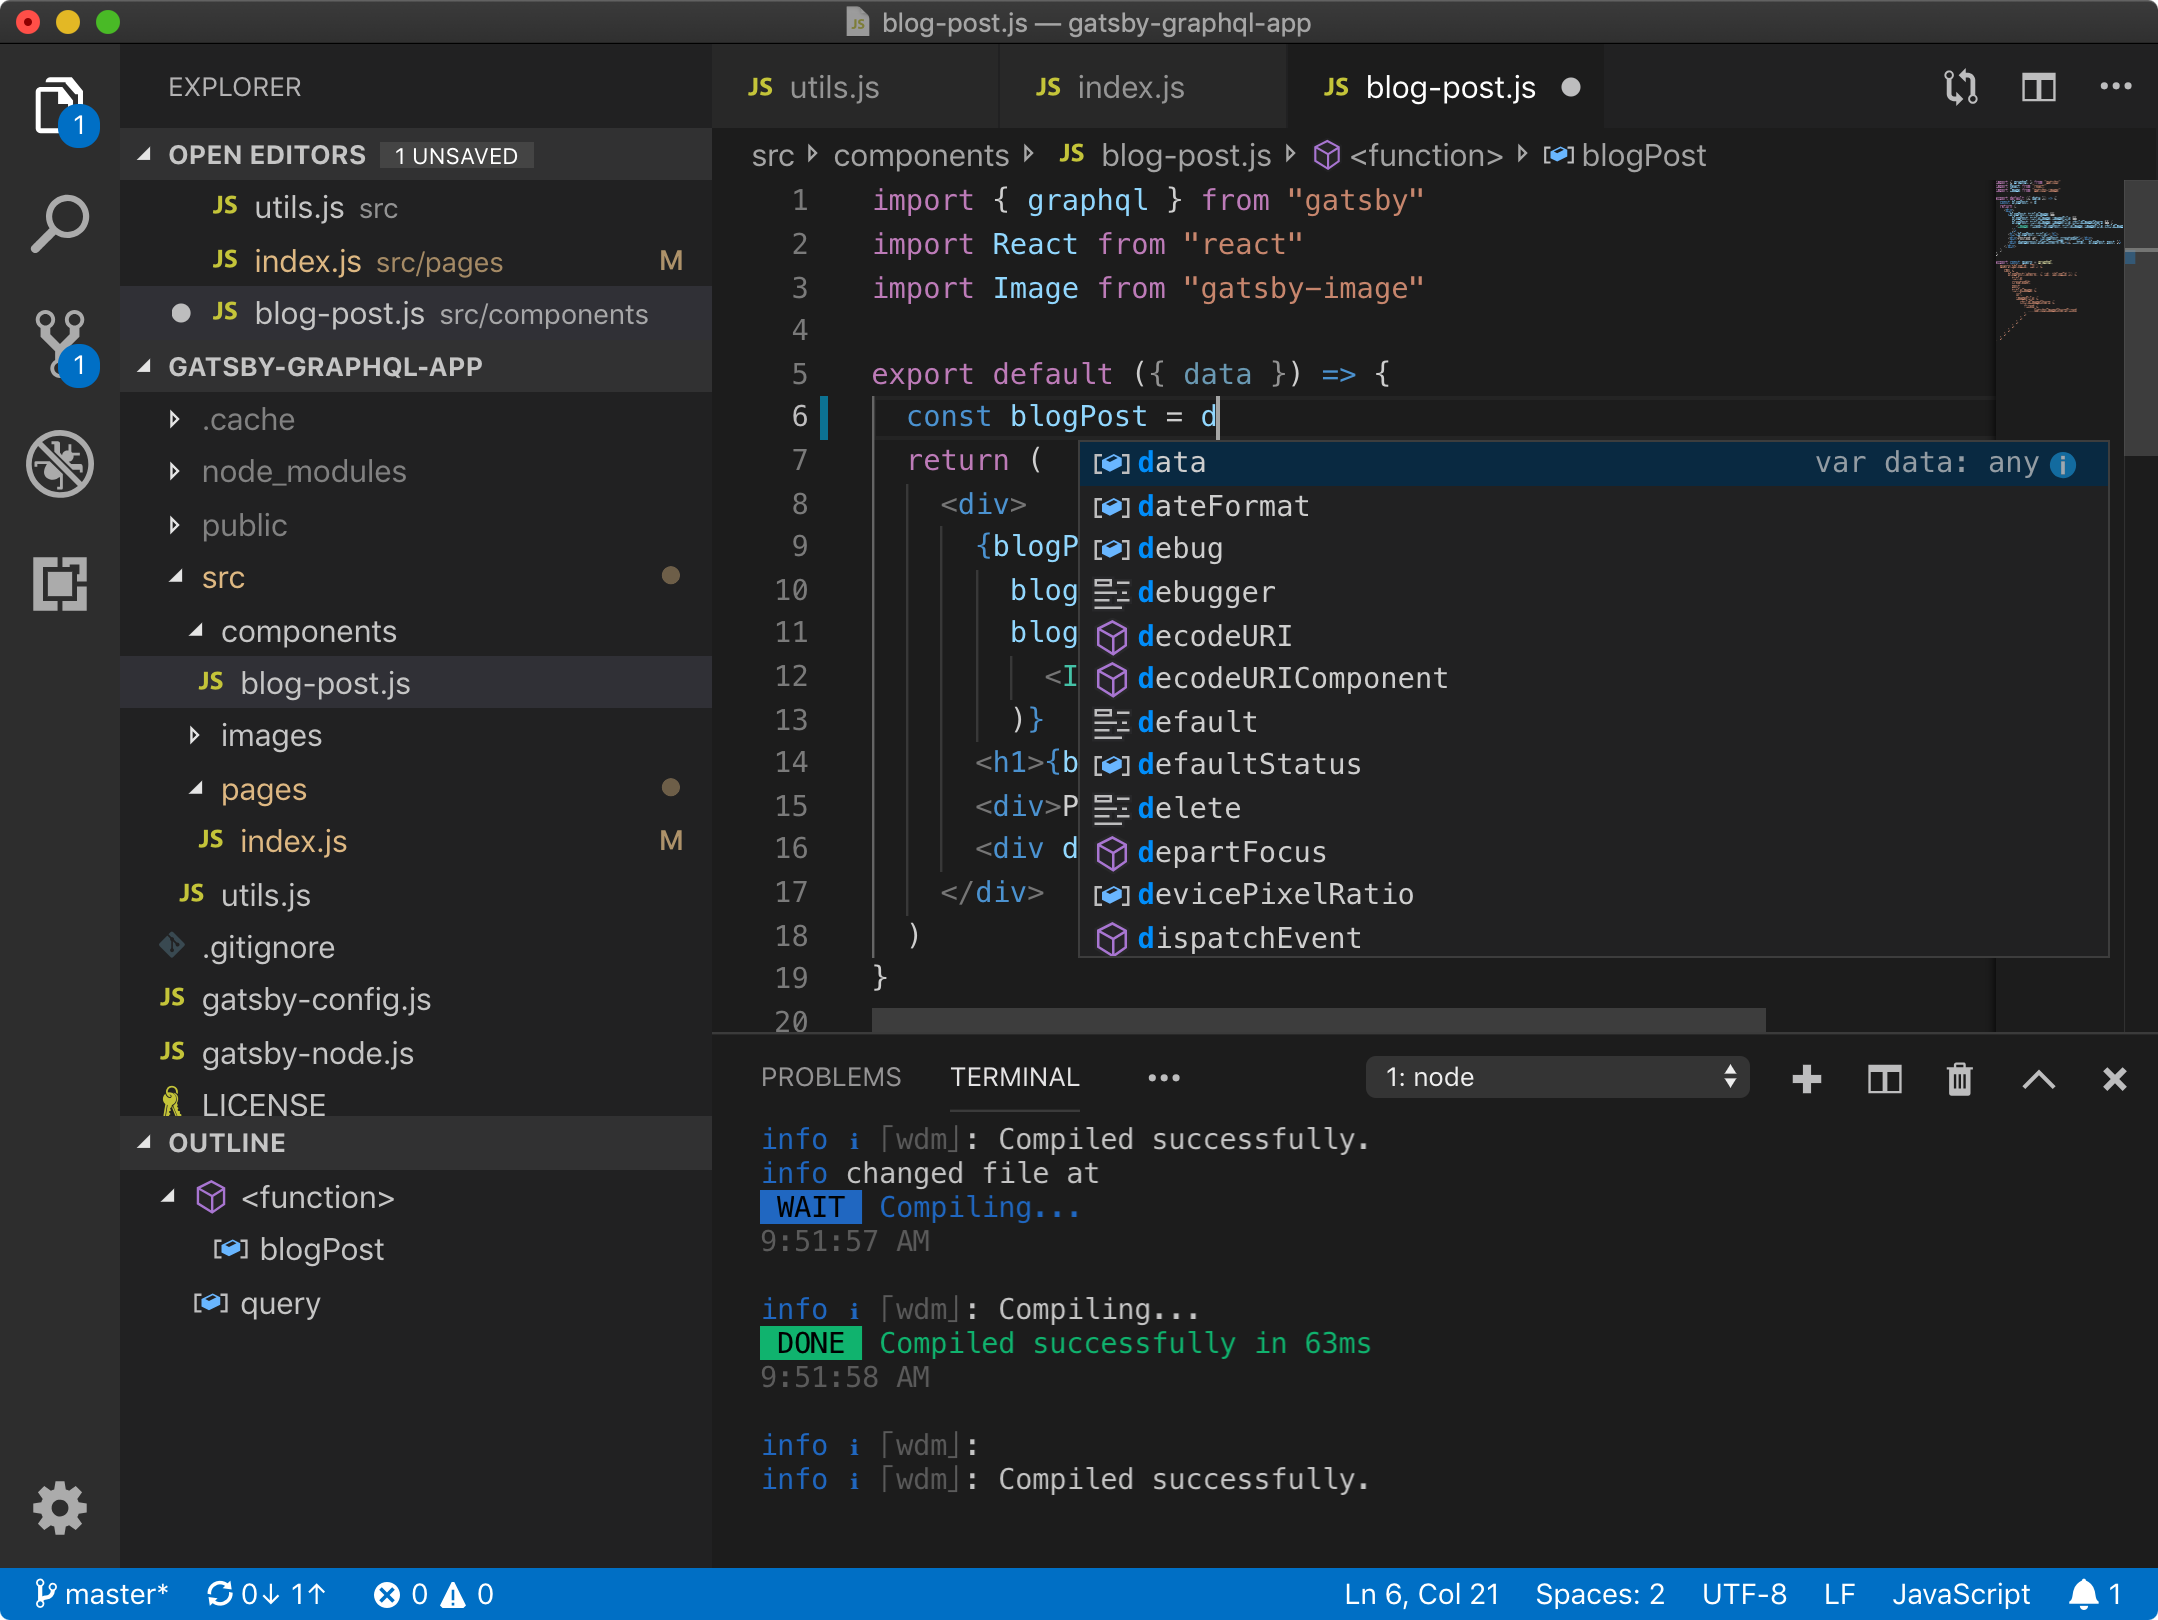 blog-post.js — gatsby-graphql-app
EXPLORER
1
OPEN EDITORS 1 UNSAVED
JS utils.js src
JS index.js src/pages M
JS blog-post.js src/components
1
GATSBY-GRAPHQL-APP
.cache
node_modules
public
src
components
JS blog-post.js
images
pages
JS index.js M
JS utils.js
.gitignore
JS gatsby-config.js
JS gatsby-node.js
LICENSE
OUTLINE
<function>
blogPost
query
JS utils.js
JS index.js
JS blog-post.js
src components JS blog-post.js <function> blogPost
1 import { graphql } from "gatsby"
2 import React from "react"
3 import Image from "gatsby-image"
4
5 export default ({ data }) => {
6 const blogPost = d
7 return (
8 <div>
9 {blogP
10 blog
11 blog
12 <I
13 )}
14 <h1>{b
15 <div>P
16 <div d
17 </div>
18 )
19 }
20
data var data: any
dateFormat
debug
debugger
decodeURI
decodeURIComponent
default
defaultStatus
delete
departFocus
devicePixelRatio
dispatchEvent
PROBLEMS TERMINAL ••• 1: node
info i ⌈wdm⌋: Compiled successfully.
info changed file at
WAIT Compiling...
9:51:57 AM
info i ⌈wdm⌋: Compiling...
DONE Compiled successfully in 63ms
9:51:58 AM
info i ⌈wdm⌋:
info i ⌈wdm⌋: Compiled successfully.
master* 0↓ 1↑ 0 0 Ln 6, Col 21 Spaces: 2 UTF-8 LF JavaScript 1